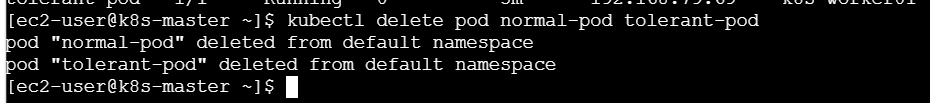 [ec2-user@k8s-master ~]$ kubectl delete pod normal-pod tolerant-pod
pod "normal-pod" deleted from default namespace
pod "tolerant-pod" deleted from default namespace
[ec2-user@k8s-master ~]$